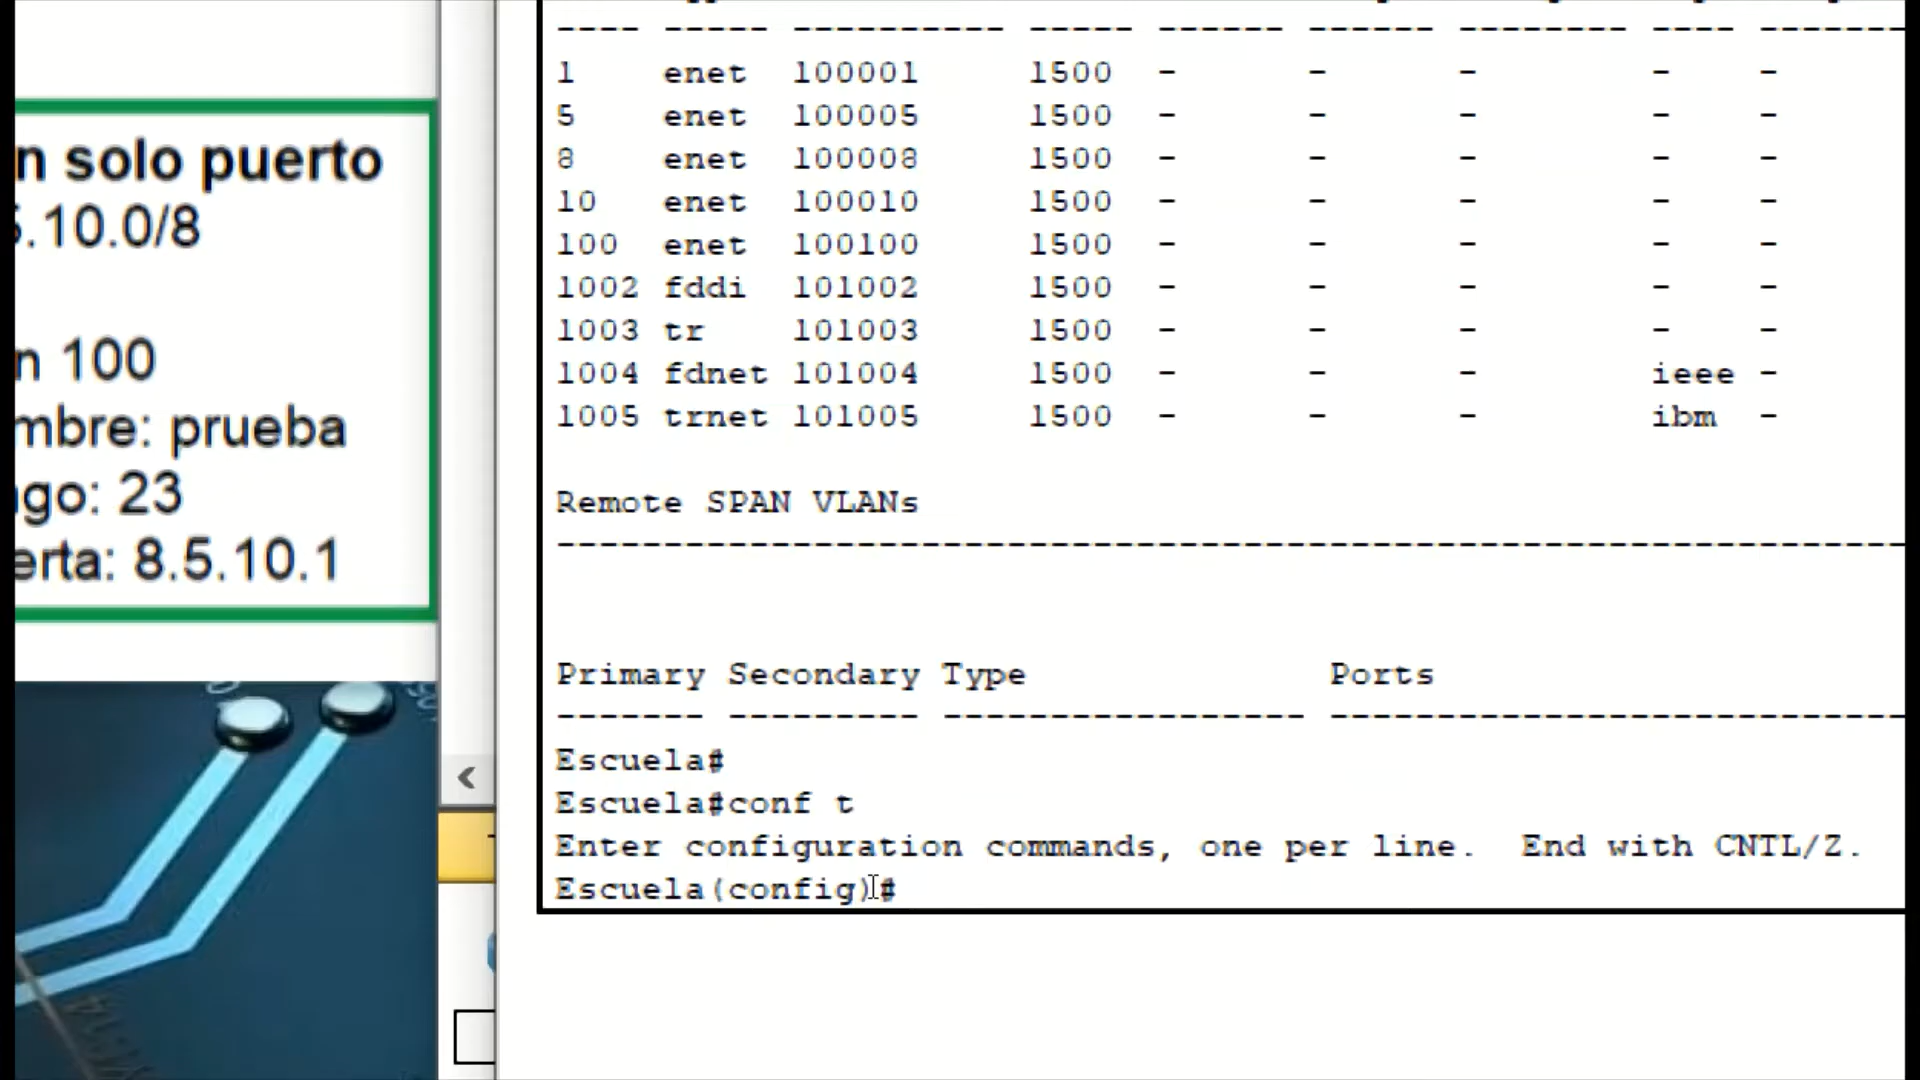 n solo puerto
.10.0/8
n 100
mbre: prueba
go: 23
erta: 8.5.10.1
---- ----- ---------- ----- ------ ------ -------- ---- --------
1 enet 100001 1500 - - - - -
5 enet 100005 1500 - - - - -
8 enet 100008 1500 - - - - -
10 enet 100010 1500 - - - - -
100 enet 100100 1500 - - - - -
1002 fddi 101002 1500 - - - - -
1003 tr 101003 1500 - - - - -
1004 fdnet 101004 1500 - - - ieee -
1005 trnet 101005 1500 - - - ibm -
Remote SPAN VLANs
------------------------------------------------------------------------------
Primary Secondary Type Ports
------- --------- ----------------- ---------------------------
Escuela#
Escuela#conf t
Enter configuration commands, one per line. End with CNTL/Z.
Escuela(config)#